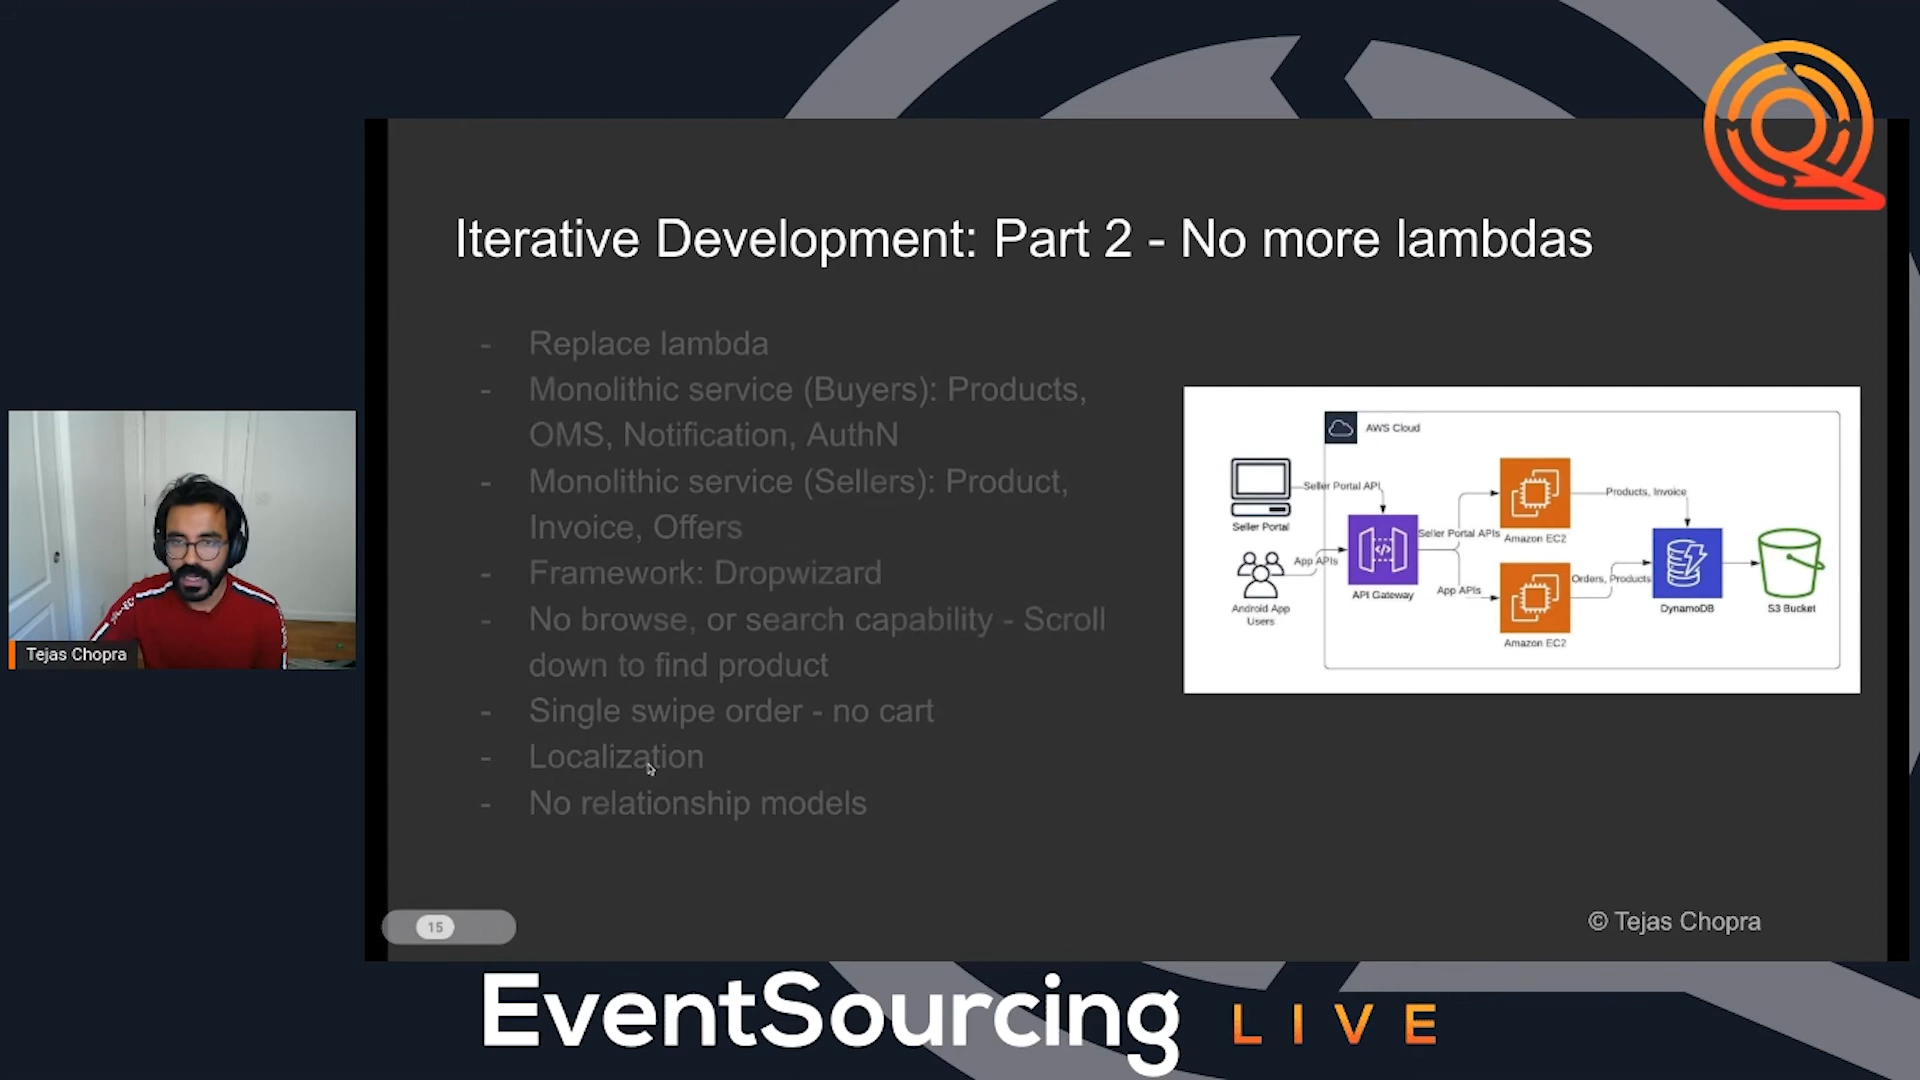 Iterative Development: Part 2 - No more lambdas
- Replace lambda
- Monolithic service (Buyers): Products,
OMS, Notification, AuthN
- Monolithic service (Sellers): Product,
Invoice, Offers
- Framework: Dropwizard
- No browse, or search capability - Scroll
down to find product
- Single swipe order - no cart
- Localization
- No relationship models
AWS Cloud
Seller Portal API
Seller Portal
App APIs
Android App
Users
API Gateway
Seller Portal APIs
App APIs
Amazon EC2
Amazon EC2
Products, Invoice
Orders, Products
DynamoDB
S3 Bucket
Tejas Chopra
15
© Tejas Chopra
EventSourcing LIVE